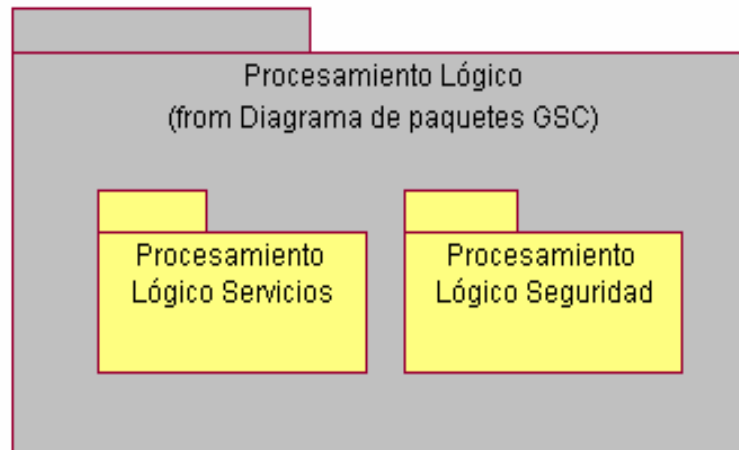 Procesamiento Lógico
(from Diagrama de paquetes GSC)
Procesamiento
Lógico Servicios
Procesamiento
Lógico Seguridad